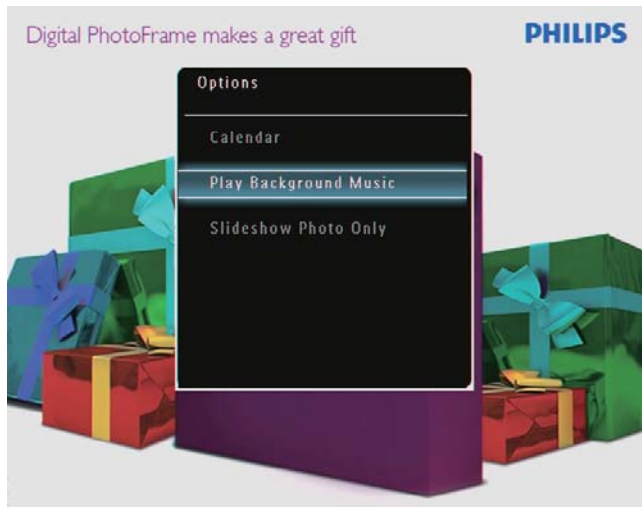 Digital PhotoFrame makes a great gift
PHILIPS
Options
Calendar
Play Background Music
Slideshow Photo Only